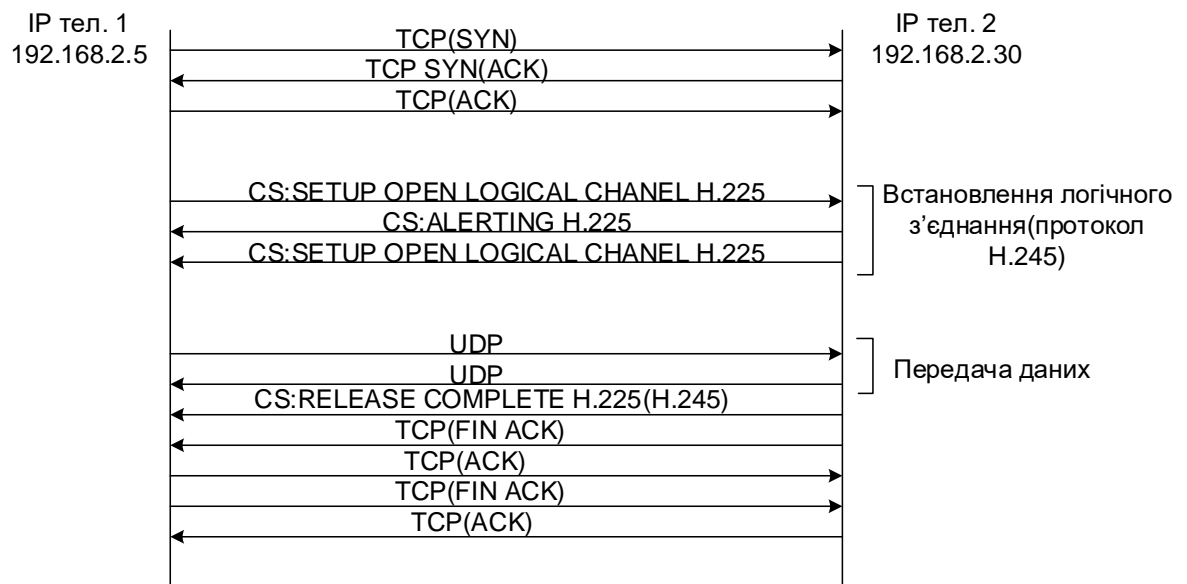 IP тел. 1
192.168.2.5
IP тел. 2
192.168.2.30
TCP(SYN)
TCP SYN(ACK)
TCP(ACK)
CS:SETUP OPEN LOGICAL CHANEL H.225
CS:ALERTING H.225
CS:SETUP OPEN LOGICAL CHANEL H.225
Встановлення логічного
з’єднання(протокол
H.245)
UDP
UDP
Передача даних
CS:RELEASE COMPLETE H.225(H.245)
TCP(FIN ACK)
TCP(ACK)
TCP(FIN ACK)
TCP(ACK)